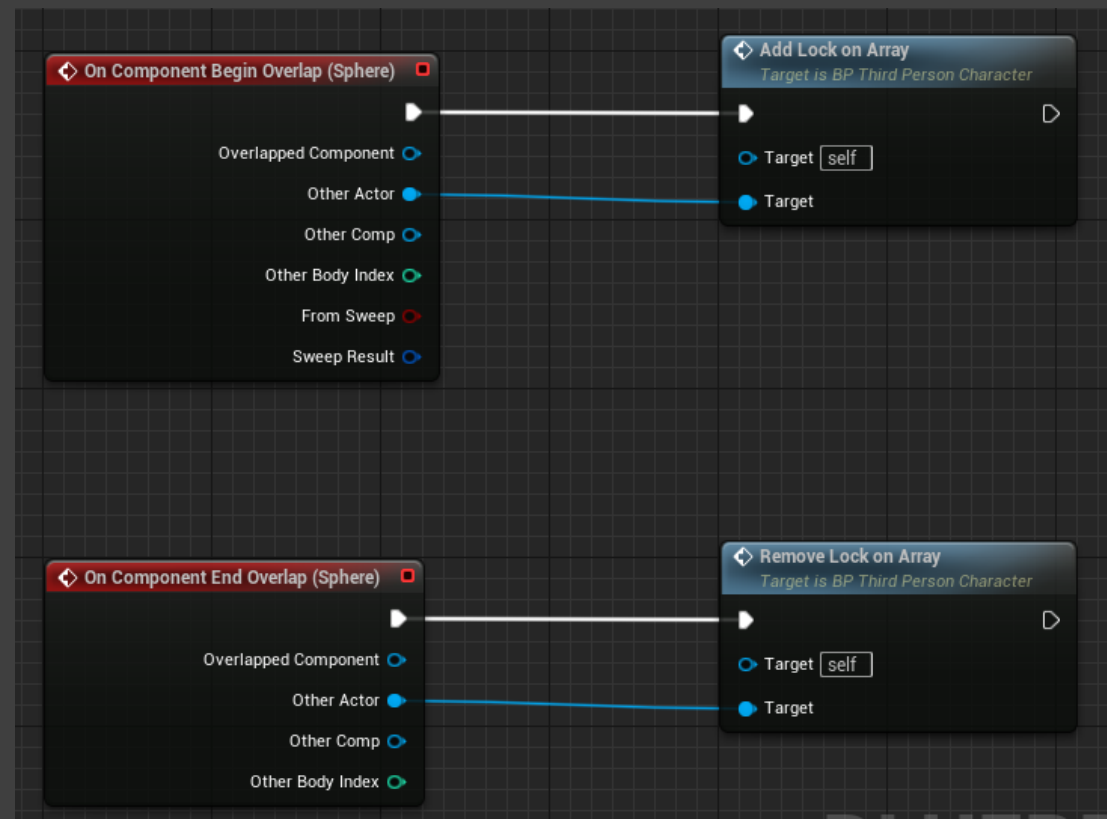 On Component Begin Overlap (Sphere)
Overlapped Component
Other Actor
Other Comp
Other Body Index
From Sweep
Sweep Result
Add Lock on Array
Target is BP Third Person Character
Target self
Target
On Component End Overlap (Sphere)
Overlapped Component
Other Actor
Other Comp
Other Body Index
Remove Lock on Array
Target is BP Third Person Character
Target self
Target